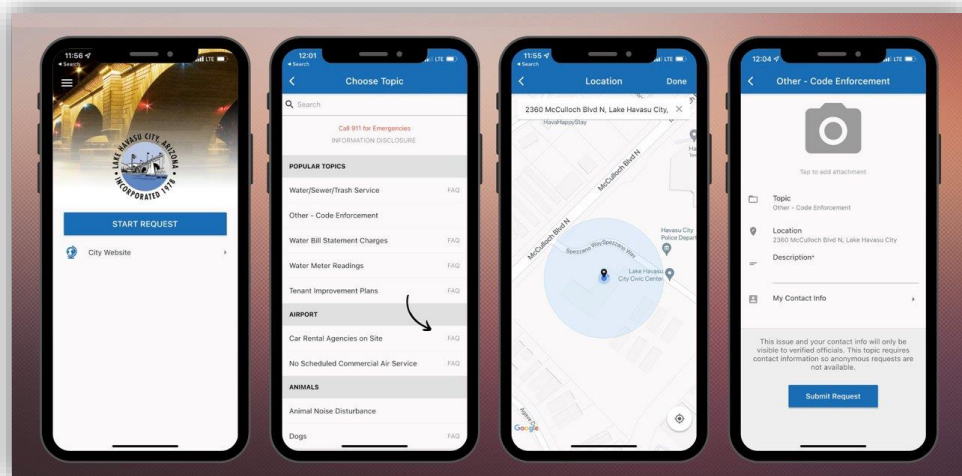 11:56
Search
LTE
LAKE HAVASU CITY, ARIZONA
INCORPORATED 1978
START REQUEST
City Website
12:01
Search
LTE
Choose Topic
Search
Call 911 for Emergencies
INFORMATION DISCLOSURE
POPULAR TOPICS
Water/Sewer/Trash Service FAQ
Other - Code Enforcement
Water Bill Statement Charges FAQ
Water Meter Readings FAQ
Tenant Improvement Plans FAQ
AIRPORT
Car Rental Agencies on Site FAQ
No Scheduled Commercial Air Service FAQ
ANIMALS
Animal Noise Disturbance
Dogs FAQ
11:55
Search
LTE
Location Done
2360 McCulloch Blvd N, Lake Havasu City,
HavaHappyStay
McCulloch Blvd N
McCulloch Blvd N
Spezzano Way
Spezzano Way
Havasu City
Police Depart
Lake Havasu
City Civic Center
Google
12:04
LTE
Other - Code Enforcement
Tap to add attachment
Topic
Other - Code Enforcement
Location
2360 McCulloch Blvd N, Lake Havasu City
Description*
My Contact Info
This issue and your contact info will only be
visible to verified officials. This topic requires
contact information so anonymous requests are
not available.
Submit Request